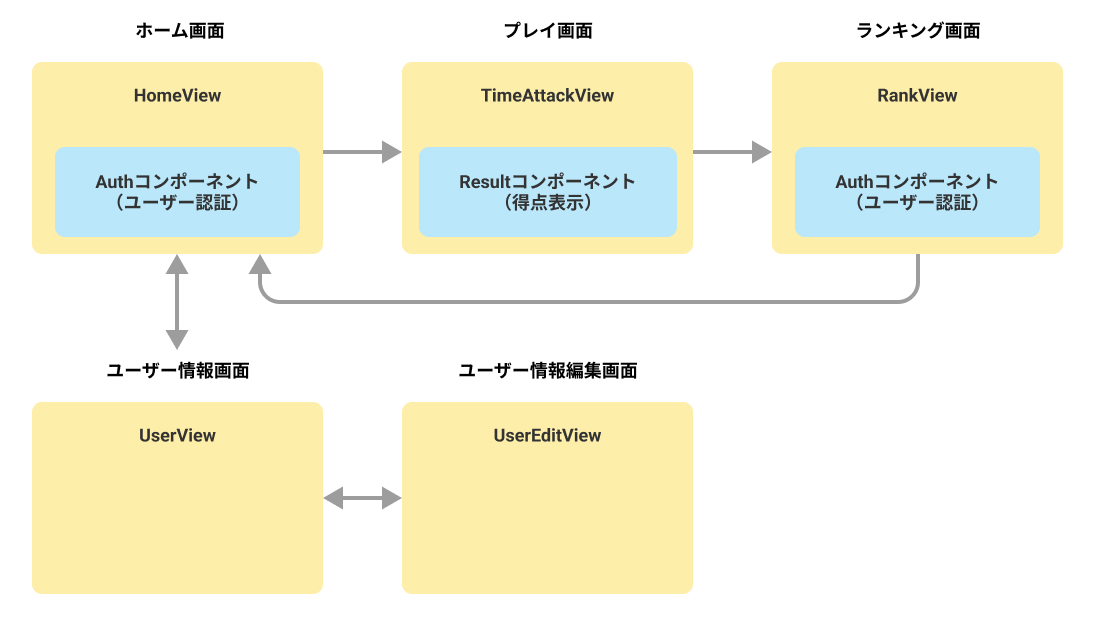 ホーム画面
プレイ画面
ランキング画面
HomeView
TimeAttackView
RankView
Authコンポーネント
（ユーザー認証）
Resultコンポーネント
（得点表示）
Authコンポーネント
（ユーザー認証）
ユーザー情報画面
ユーザー情報編集画面
UserView
UserEditView